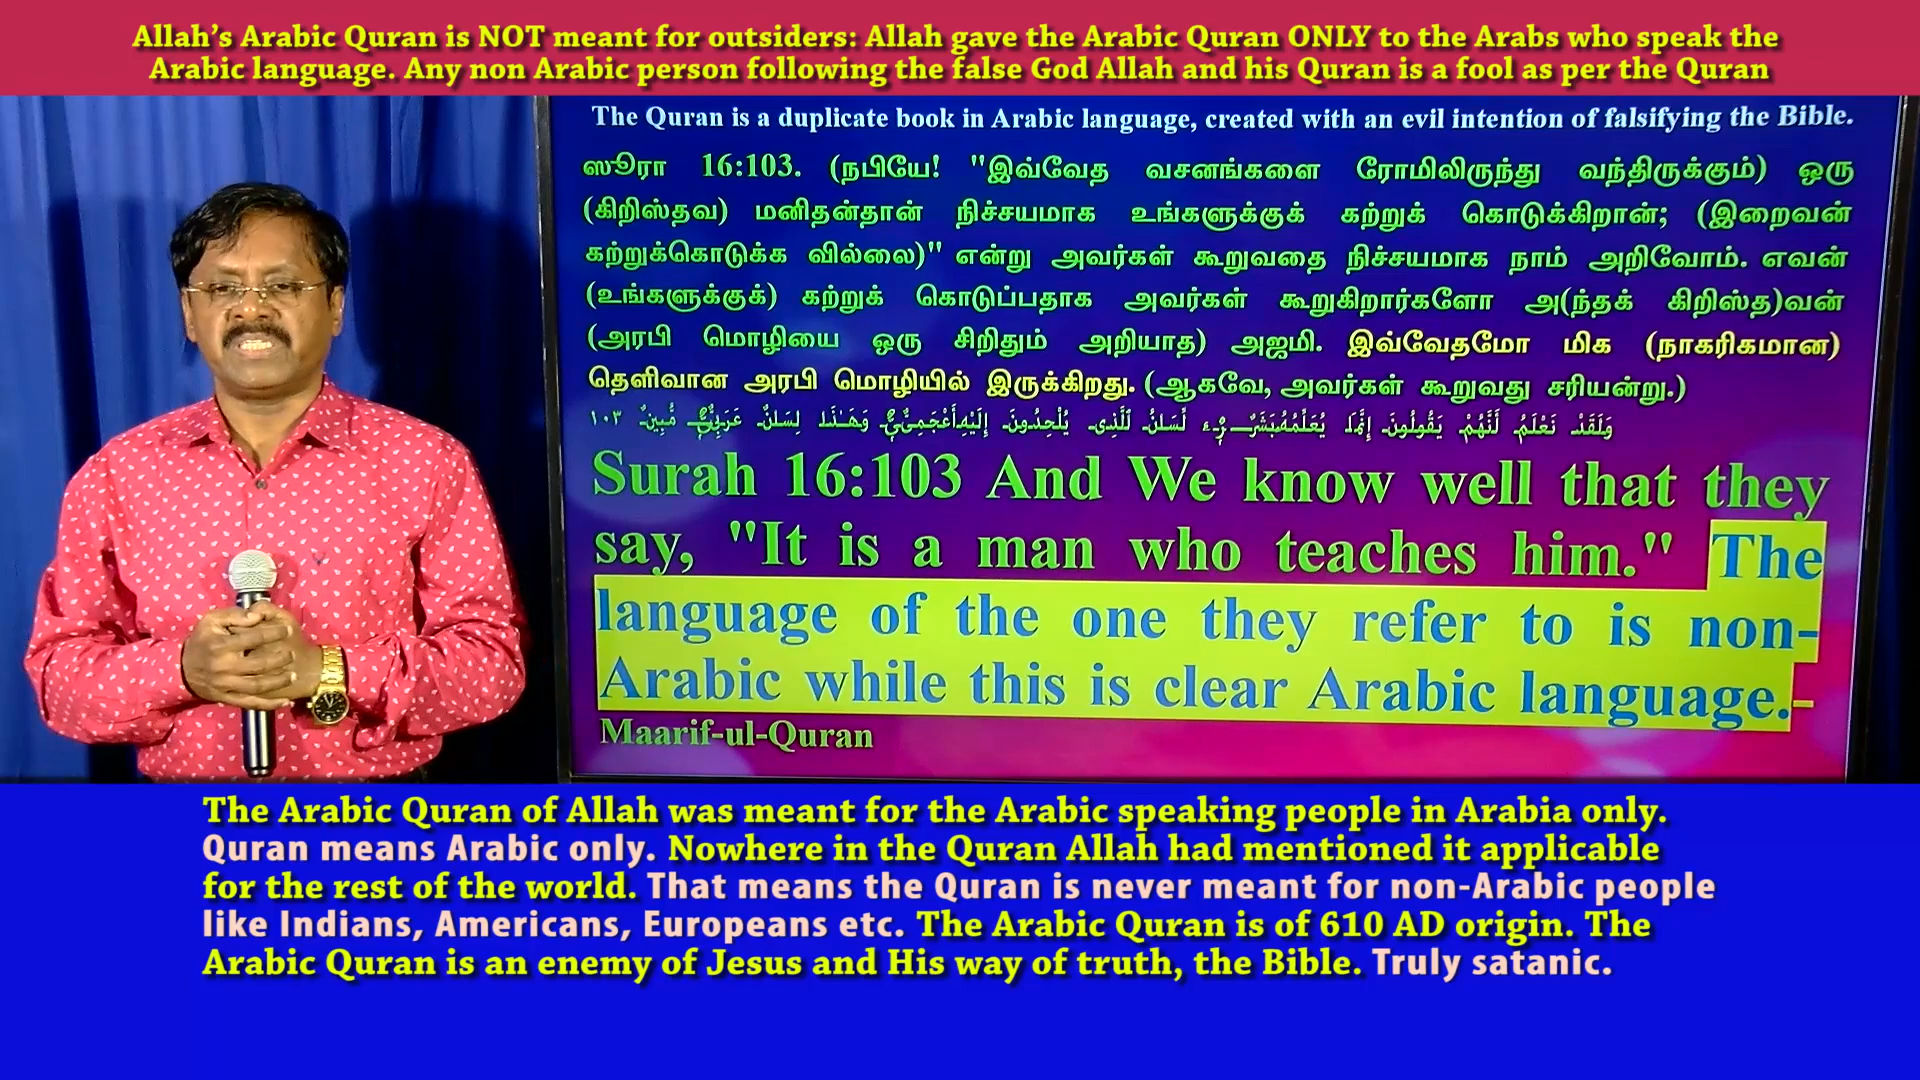 Allah’s Arabic Quran is NOT meant for outsiders: Allah gave the Arabic Quran ONLY to the Arabs who speak the
Arabic language. Any non Arabic person following the false God Allah and his Quran is a fool as per the Quran
The Quran is a duplicate book in Arabic language, created with an evil intention of falsifying the Bible.
ஸூரா 16:103. (நபியே! "இவ்வேத வசனங்களை ரோமிலிருந்து வந்திருக்கும்) ஒரு
(கிறிஸ்தவ) மனிதன்தான் நிச்சயமாக உங்களுக்குக் கற்றுக் கொடுக்கிறான்; (இறைவன்
கற்றுக்கொடுக்க வில்லை)" என்று அவர்கள் கூறுவதை நிச்சயமாக நாம் அறிவோம். எவன்
(உங்களுக்குக்) கற்றுக் கொடுப்பதாக அவர்கள் கூறுகிறார்களோ அ(ந்தக் கிறிஸ்த)வன்
(அரபி மொழியை ஒரு சிறிதும் அறியாத) அஜமி. இவ்வேதமோ மிக (நாகரிகமான)
தெளிவான அரபி மொழியில் இருக்கிறது. (ஆகவே, அவர்கள் கூறுவது சரியன்று.)
وَلَقَدْ نَعْلَمُ أَنَّهُمْ يَقُولُونَ إِنَّمَا يُعَلِّمُهُۥ بَشَرٌ ۗ لِّسَانُ ٱلَّذِى يُلْحِدُونَ إِلَيْهِ أَعْجَمِىٌّ وَهَـٰذَا لِسَانٌ عَرَبِىٌّ مُّبِينٌ ١٠٣
Surah 16:103 And We know well that they
say, "It is a man who teaches him." The
language of the one they refer to is non-
Arabic while this is clear Arabic language.-
Maarif-ul-Quran
The Arabic Quran of Allah was meant for the Arabic speaking people in Arabia only.
Quran means Arabic only. Nowhere in the Quran Allah had mentioned it applicable
for the rest of the world. That means the Quran is never meant for non-Arabic people
like Indians, Americans, Europeans etc. The Arabic Quran is of 610 AD origin. The
Arabic Quran is an enemy of Jesus and His way of truth, the Bible. Truly satanic.